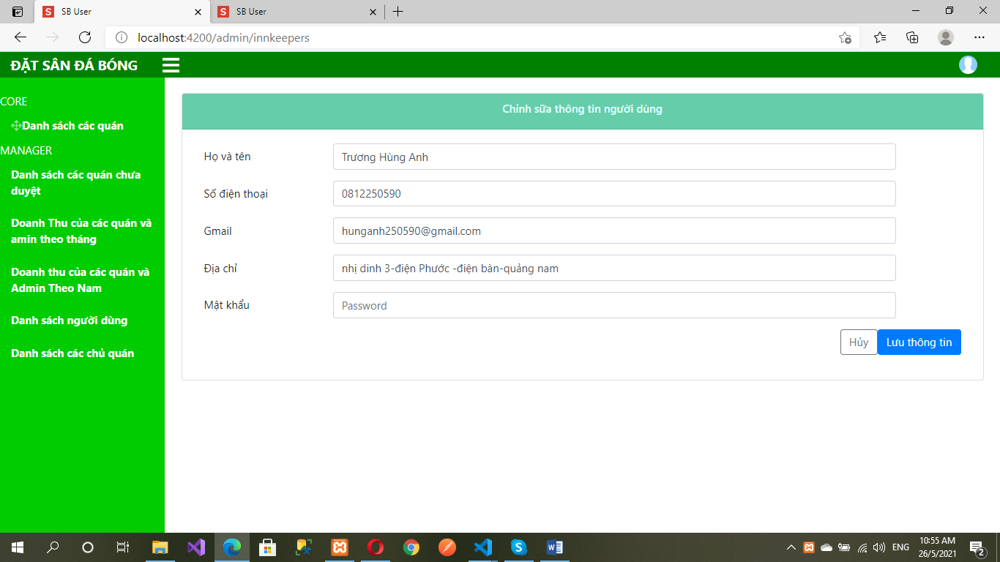 SB User
SB User
localhost:4200/admin/innkeepers
ĐẶT SÂN ĐÁ BÓNG
CORE
Danh sách các quán
MANAGER
Danh sách các quán chưa
duyệt
Doanh Thu của các quán và
amin theo tháng
Doanh thu của các quán và
Admin Theo Nam
Danh sách người dùng
Danh sách các chủ quán
Chỉnh sữa thông tin người dùng
Họ và tên
Trương Hùng Anh
Số điện thoại
0812250590
Gmail
hunganh250590@gmail.com
Địa chỉ
nhị dinh 3-điện Phước -điện bàn-quảng nam
Mật khẩu
Password
Hủy
Lưu thông tin
ENG
10:55 AM
26/5/2021
2